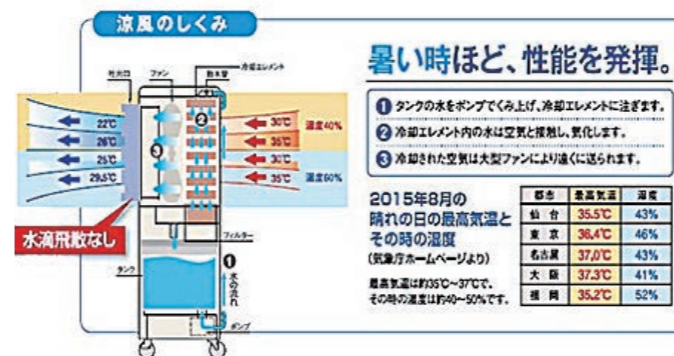 涼風のしくみ
吐出口
ファン
散水管
冷却エレメント
22℃
26℃
25℃
29.5℃
30℃
35℃
30℃
35℃
湿度40%
湿度60%
❶
❷
❸
水滴飛散なし
フィルター
タンク
水の流れ
ポンプ
暑い時ほど、性能を発揮。
❶ タンクの水をポンプでくみ上げ、冷却エレメントに注ぎます。
❷ 冷却エレメント内の水は空気と接触し、気化します。
❸ 冷却された空気は大型ファンにより遠くに送られます。
2015年8月の
晴れの日の最高気温と
その時の湿度
(気象庁ホームページより)
最高気温は約35℃～37℃で、
その時の湿度は約40～50%です。
都市 最高気温 湿度
仙台 35.5℃ 43%
東京 36.4℃ 46%
名古屋 37.0℃ 43%
大阪 37.3℃ 41%
福岡 35.2℃ 52%